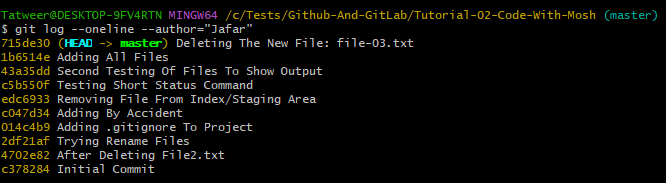 Tatweer@DESKTOP-9FV4RTN MINGW64 /c/Tests/Github-And-GitLab/Tutorial-02-Code-With-Mosh (master)
$ git log --oneline --author="Jafar"
715de30 (HEAD -> master) Deleting The New File: file-03.txt
1b6514e Adding All Files
43a35dd Second Testing Of Files To Show Output
c5b550f Testing Short Status Command
edc6933 Removing File From Index/Staging Area
c047d34 Adding By Accident
014c4b9 Adding .gitignore To Project
2df21af Trying Rename Files
4702e82 After Deleting File2.txt
c378284 Initial Commit